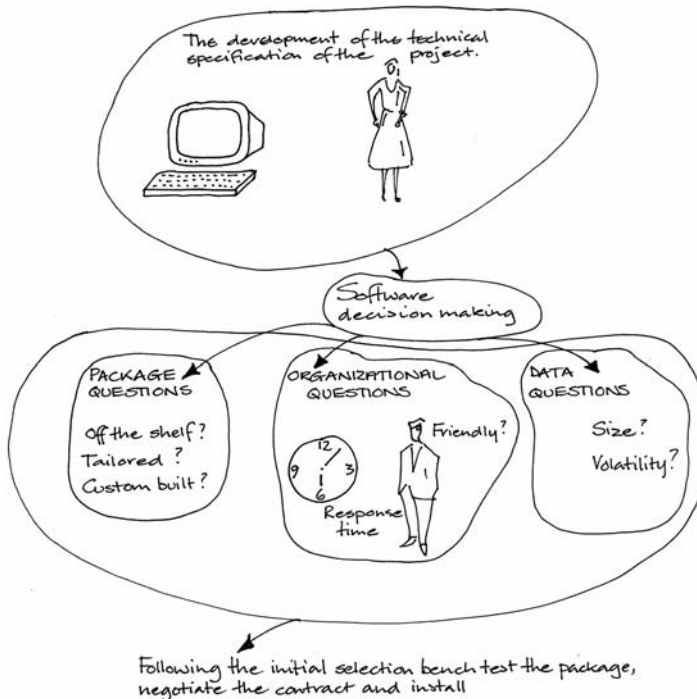 The development of the technical
specification of the project.
Software
decision making
PACKAGE
QUESTIONS
Off the shelf?
Tailored?
Custom built?
ORGANIZATIONAL
QUESTIONS
Friendly?
12
9 3
6
Response
time
DATA
QUESTIONS
Size?
Volatility?
Following the initial selection bench test the package,
negotiate the contract and install